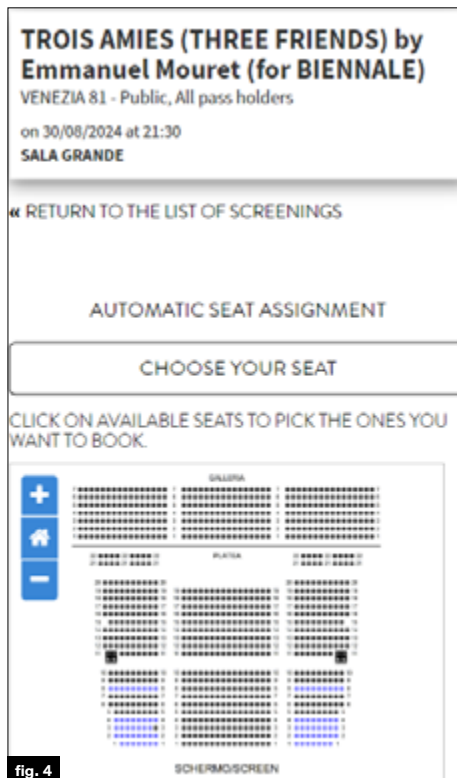 TROIS AMIES (THREE FRIENDS) by
Emmanuel Mouret (for BIENNALE)
VENEZIA 81 - Public, All pass holders
on 30/08/2024 at 21:30
SALA GRANDE
« RETURN TO THE LIST OF SCREENINGS
AUTOMATIC SEAT ASSIGNMENT
CHOOSE YOUR SEAT
CLICK ON AVAILABLE SEATS TO PICK THE ONES YOU
WANT TO BOOK.
GALLERIA
PLATEA
SCHERMO/SCREEN
fig. 4